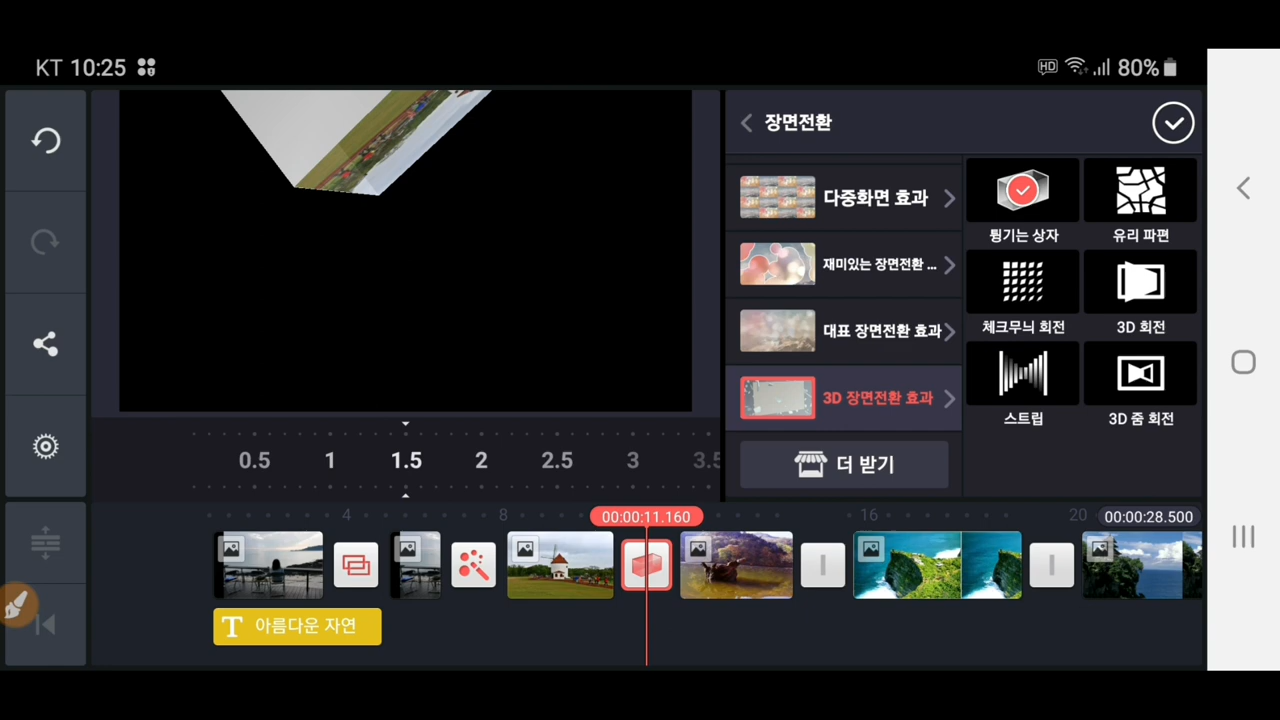 KT 10:25
HD 80%
장면전환
다중화면 효과
재미있는 장면전환 ...
대표 장면전환 효과
3D 장면전환 효과
더 받기
튕기는 상자
유리 파편
체크무늬 회전
3D 회전
스트립
3D 줌 회전
0.5 1 1.5 2 2.5 3 3.5
4 8 00:00:11.160 16 20 00:00:28.500
T 아름다운 자연